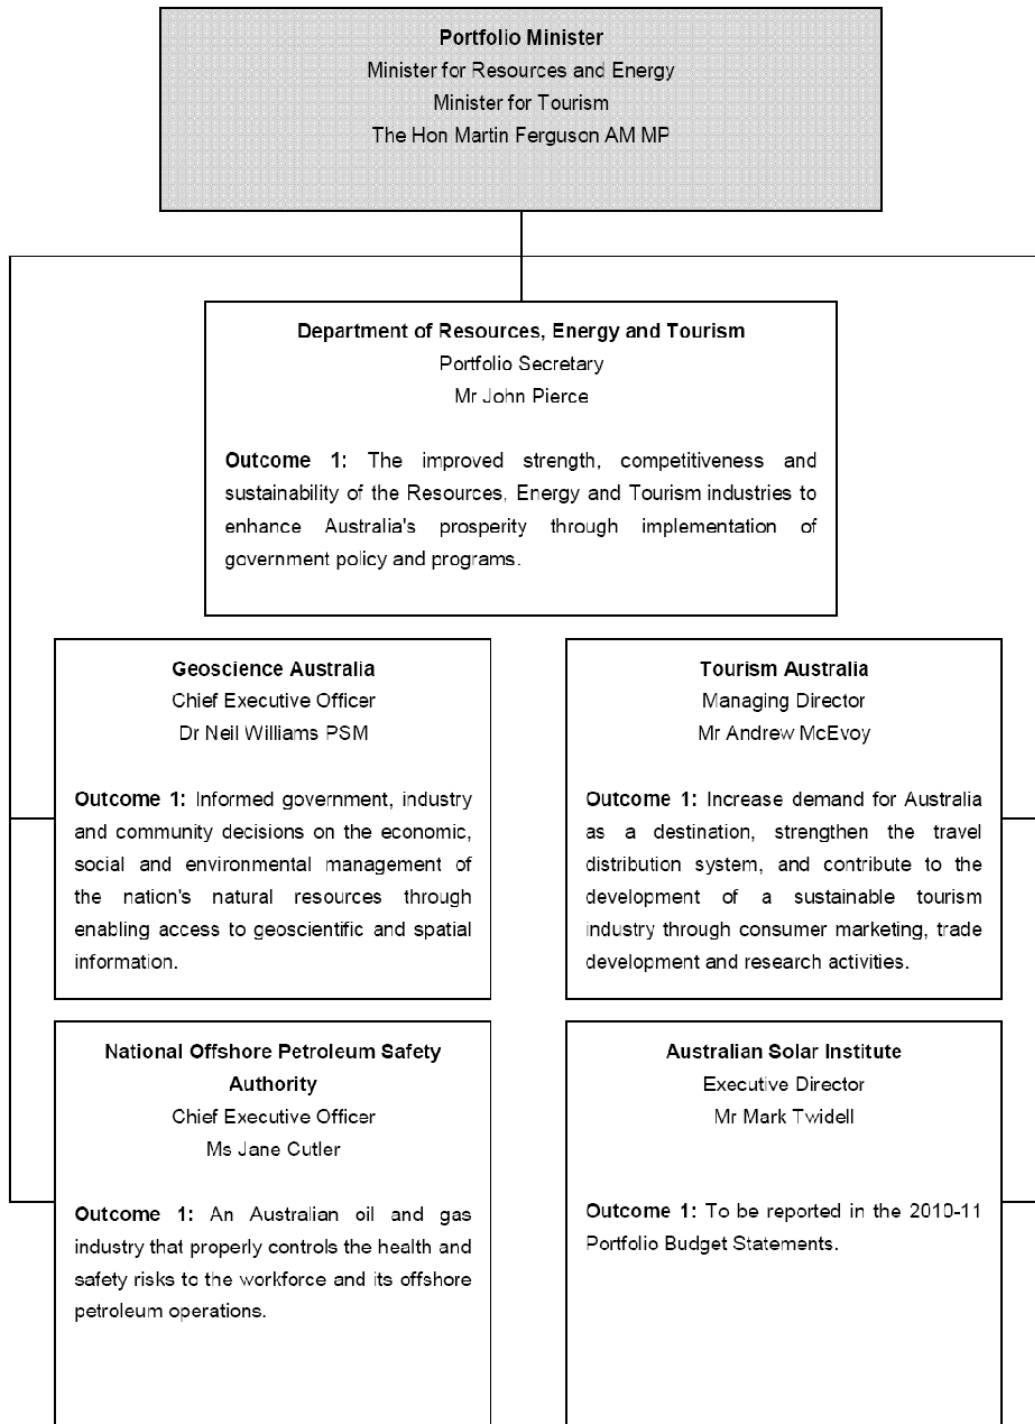 Portfolio Minister
Minister for Resources and Energy
Minister for Tourism
The Hon Martin Ferguson AM MP
Department of Resources, Energy and Tourism
Portfolio Secretary
Mr John Pierce
Outcome 1: The improved strength, competitiveness and
sustainability of the Resources, Energy and Tourism industries to
enhance Australia's prosperity through implementation of
government policy and programs.
Geoscience Australia
Chief Executive Officer
Dr Neil Williams PSM
Outcome 1: Informed government, industry
and community decisions on the economic,
social and environmental management of
the nation's natural resources through
enabling access to geoscientific and spatial
information.
Tourism Australia
Managing Director
Mr Andrew McEvoy
Outcome 1: Increase demand for Australia
as a destination, strengthen the travel
distribution system, and contribute to the
development of a sustainable tourism
industry through consumer marketing, trade
development and research activities.
National Offshore Petroleum Safety
Authority
Chief Executive Officer
Ms Jane Cutler
Outcome 1: An Australian oil and gas
industry that properly controls the health and
safety risks to the workforce and its offshore
petroleum operations.
Australian Solar Institute
Executive Director
Mr Mark Twidell
Outcome 1: To be reported in the 2010-11
Portfolio Budget Statements.